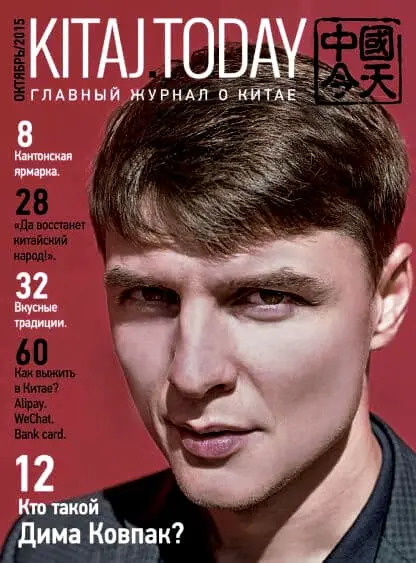 ОКТЯБРЬ/2015
KITAJ.TODAY
中國
今天
ГЛАВНЫЙ ЖУРНАЛ О КИТАЕ
8
Кантонская
ярмарка.
28
«Да восстанет
китайский
народ!».
32
Вкусные
традиции.
60
Как выжить
в Китае?
Alipay.
WeChat.
Bank card.
12
Кто такой
Дима Ковпак?